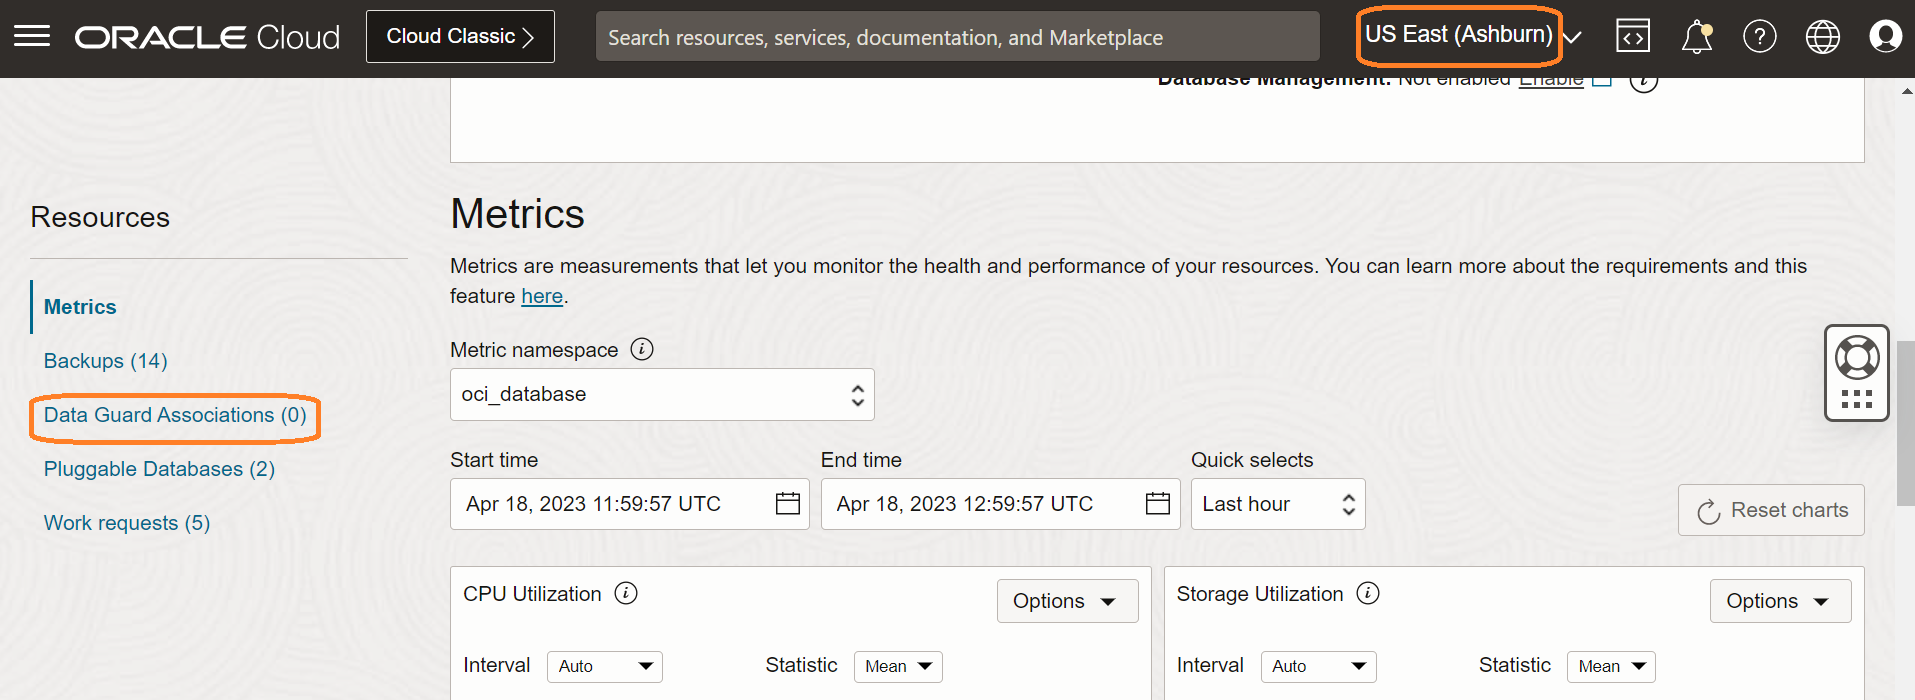 ORACLE Cloud
Cloud Classic
Search resources, services, documentation, and Marketplace
US East (Ashburn)
Database Management: Not enabled Enable
Resources
Metrics
Backups (14)
Data Guard Associations (0)
Pluggable Databases (2)
Work requests (5)
Metrics
Metrics are measurements that let you monitor the health and performance of your resources. You can learn more about the requirements and this
feature here.
Metric namespace
oci_database
Start time
Apr 18, 2023 11:59:57 UTC
End time
Apr 18, 2023 12:59:57 UTC
Quick selects
Last hour
Reset charts
CPU Utilization
Options
Interval Auto
Statistic Mean
Storage Utilization
Options
Interval Auto
Statistic Mean